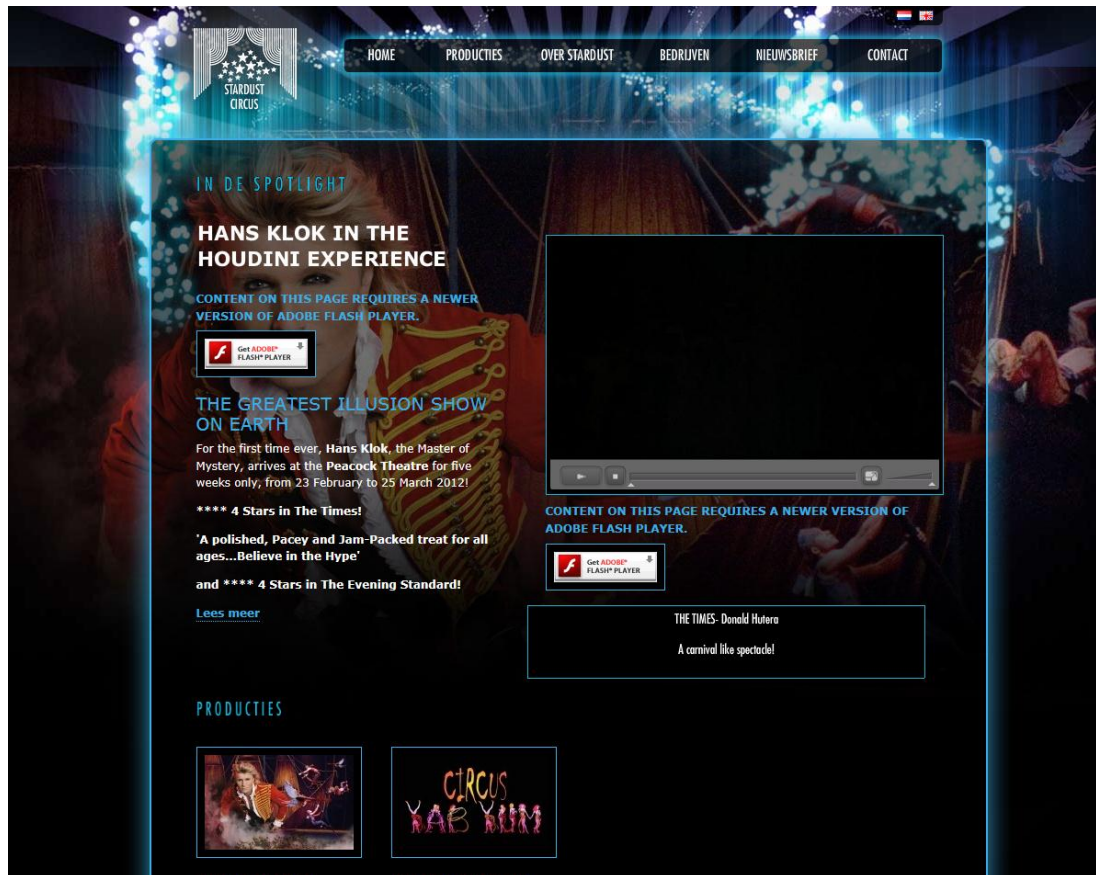 STARDUST
CIRCUS
HOME PRODUCTIES OVER STARDUST BEDRIJVEN NIEUWSBRIEF CONTACT
IN DE SPOTLIGHT
HANS KLOK IN THE
HOUDINI EXPERIENCE
CONTENT ON THIS PAGE REQUIRES A NEWER
VERSION OF ADOBE FLASH PLAYER.
Get ADOBE®
FLASH® PLAYER
THE GREATEST ILLUSION SHOW
ON EARTH
For the first time ever, Hans Klok, the Master of
Mystery, arrives at the Peacock Theatre for five
weeks only, from 23 February to 25 March 2012!
**** 4 Stars in The Times!
'A polished, Pacey and Jam-Packed treat for all
ages...Believe in the Hype'
and **** 4 Stars in The Evening Standard!
Lees meer
CONTENT ON THIS PAGE REQUIRES A NEWER VERSION OF
ADOBE FLASH PLAYER.
Get ADOBE®
FLASH® PLAYER
THE TIMES- Donald Hutera
A carnival like spectacle!
PRODUCTIES
CIRCUS
YAB YUM